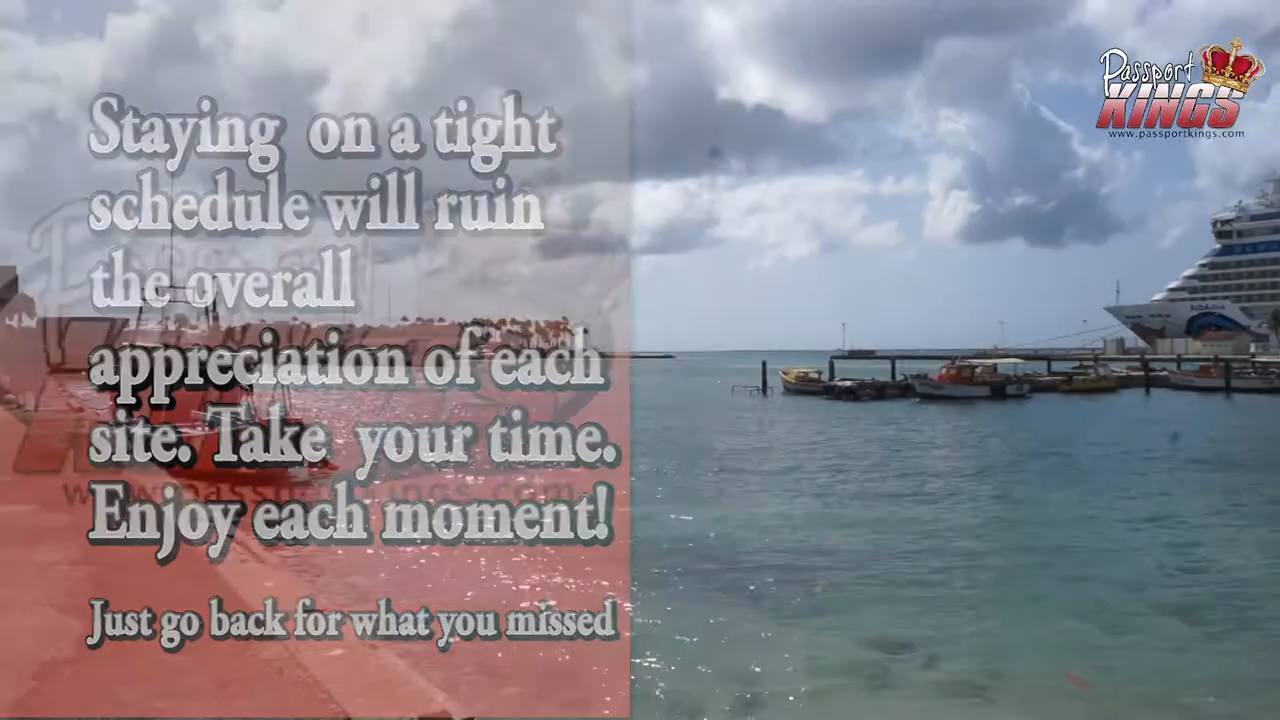 Passport
KINGS
www.passportkings.com
Staying on a tight
schedule will ruin
the overall
appreciation of each
site. Take your time.
Enjoy each moment!
Just go back for what you missed